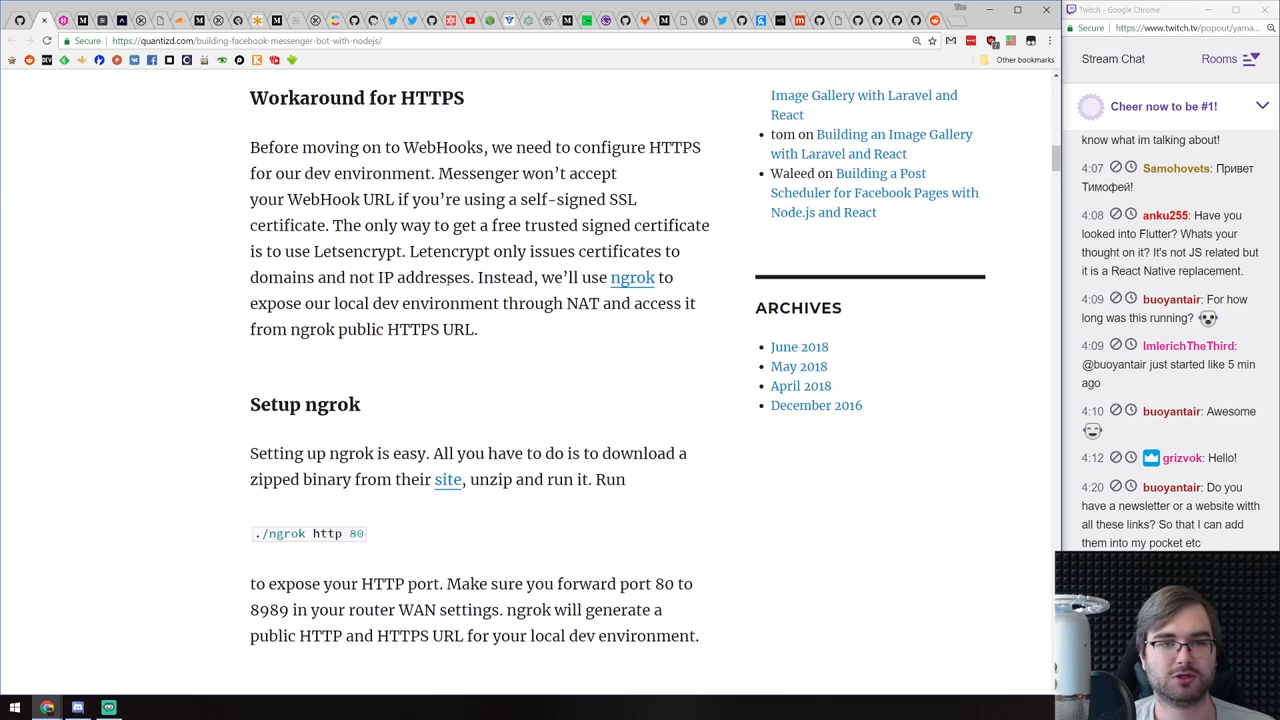 Twitch - Google Chrome
Secure
https://quantizd.com/building-facebook-messenger-bot-with-nodejs/
Secure
https://www.twitch.tv/popout/yama
Other bookmarks
Workaround for HTTPS
Before moving on to WebHooks, we need to configure HTTPS
for our dev environment. Messenger won’t accept
your WebHook URL if you’re using a self-signed SSL
certificate. The only way to get a free trusted signed certificate
is to use Letsencrypt. Letencrypt only issues certificates to
domains and not IP addresses. Instead, we’ll use ngrok to
expose our local dev environment through NAT and access it
from ngrok public HTTPS URL.
Setup ngrok
Setting up ngrok is easy. All you have to do is to download a
zipped binary from their site, unzip and run it. Run
./ngrok http 80
to expose your HTTP port. Make sure you forward port 80 to
8989 in your router WAN settings. ngrok will generate a
public HTTP and HTTPS URL for your local dev environment.
Image Gallery with Laravel and
React
tom on Building an Image Gallery
with Laravel and React
Waleed on Building a Post
Scheduler for Facebook Pages with
Node.js and React
ARCHIVES
June 2018
May 2018
April 2018
December 2016
Stream Chat
Rooms
Cheer now to be #1!
know what im talking about!
4:07 Samohovets: Привет
Тимофей!
4:08 anku255: Have you
looked into Flutter? Whats your
thought on it? It's not JS related but
it is a React Native replacement.
4:09 buoyantair: For how
long was this running?
4:09 ImlerichTheThird:
@buoyantair just started like 5 min
ago
4:10 buoyantair: Awesome
4:12 grizvok: Hello!
4:20 buoyantair: Do you
have a newsletter or a website witth
all these links? So that I can add
them into my pocket etc